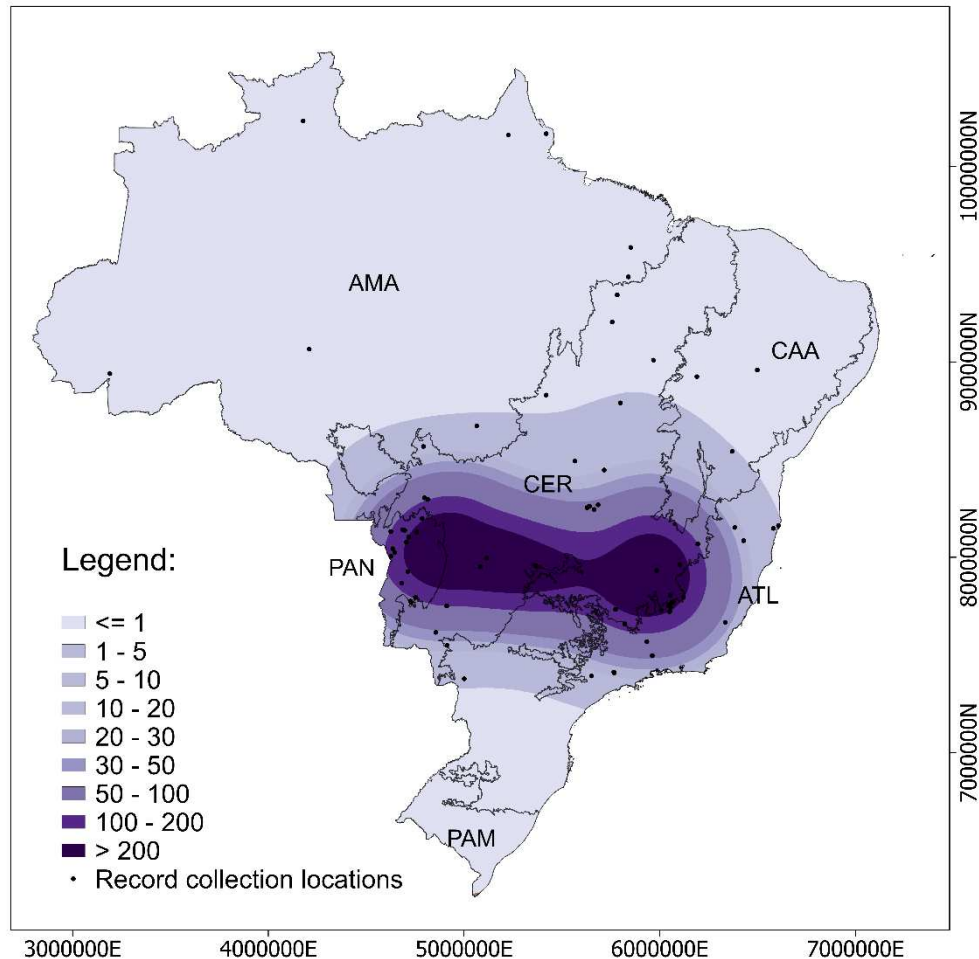 AMA
CAA
CER
PAN
ATL
PAM
Legend:
<= 1
1 - 5
5 - 10
10 - 20
20 - 30
30 - 50
50 - 100
100 - 200
> 200
Record collection locations
10000000N
9000000N
8000000N
7000000N
3000000E 4000000E 5000000E 6000000E 7000000E